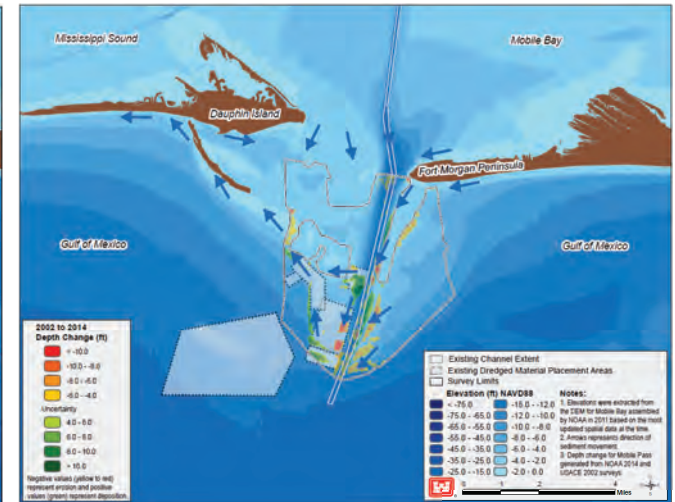 Mississippi Sound
Mobile Bay
Dauphin Island
Fort Morgan Peninsula
Gulf of Mexico
Gulf of Mexico
2002 to 2014
Depth Change (ft)
< -10.0
-10.0 - -8.0
-8.0 - -6.0
-6.0 - -4.0
Uncertainty
4.0 - 6.0
6.0 - 8.0
8.0 - 10.0
> 10.0
Negative values (yellow to red)
represent erosion and positive
values (green) represent deposition.
Existing Channel Extent
Existing Dredged Material Placement Areas
Survey Limits
Elevation (ft) NAVD88
< -75.0
-75.0 - -65.0
-65.0 - -55.0
-55.0 - -45.0
-45.0 - -35.0
-35.0 - -25.0
-25.0 - -15.0
-15.0 - -12.0
-12.0 - -10.0
-10.0 - -8.0
-8.0 - -6.0
-6.0 - -4.0
-4.0 - -2.0
-2.0 - 0.0
Notes:
1. Elevations were extracted from
the DEM for Mobile Bay assembled
by NOAA in 2011 based on the most
updated spatial data at the time.
2. Arrows represents direction of
sediment movement.
3. Depth change for Mobile Pass
generated from NOAA 2014 and
USACE 2002 surveys.
0 1 2 4
Miles